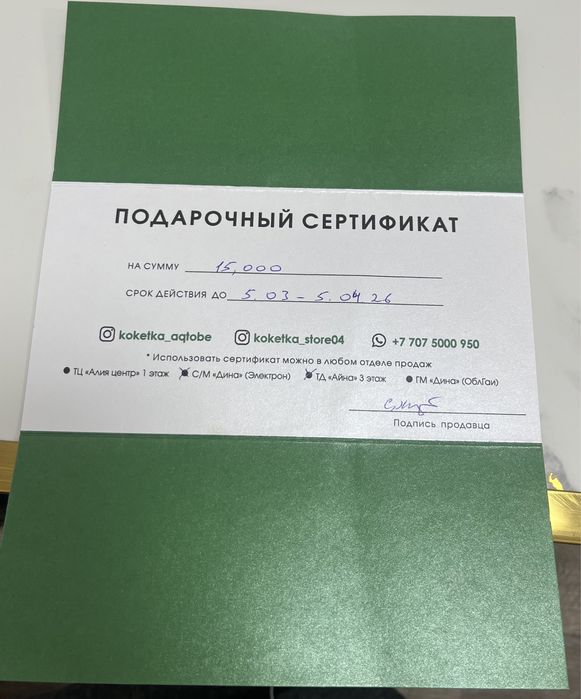 ПОДАРОЧНЫЙ СЕРТИФИКАТ
НА СУММУ 15,000
СРОК ДЕЙСТВИЯ ДО 5.03 – 5.04 26
koketka_aqtobe koketka_store04 +7 707 5000 950
* Использовать сертификат можно в любом отделе продаж
• ТЦ «Алия центр» 1 этаж • С/М «Дина» (Электрон) • ТД «Айна» 3 этаж • ГМ «Дина» (ОблГаи)
Подпись продавца